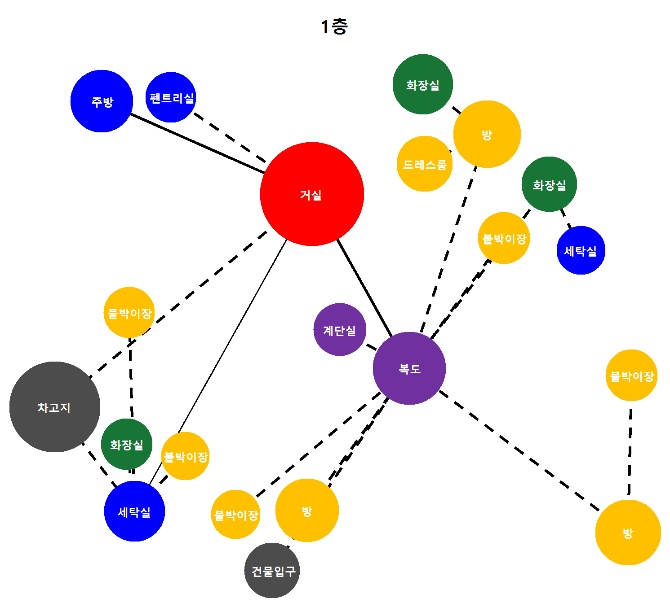 1층
화장실
주방
팬트리실
방
드레스룸
화장실
거실
붙박이장
세탁실
붙박이장
계단실
복도
붙박이장
차고지
화장실
붙박이장
세탁실
붙박이장
방
방
건물입구